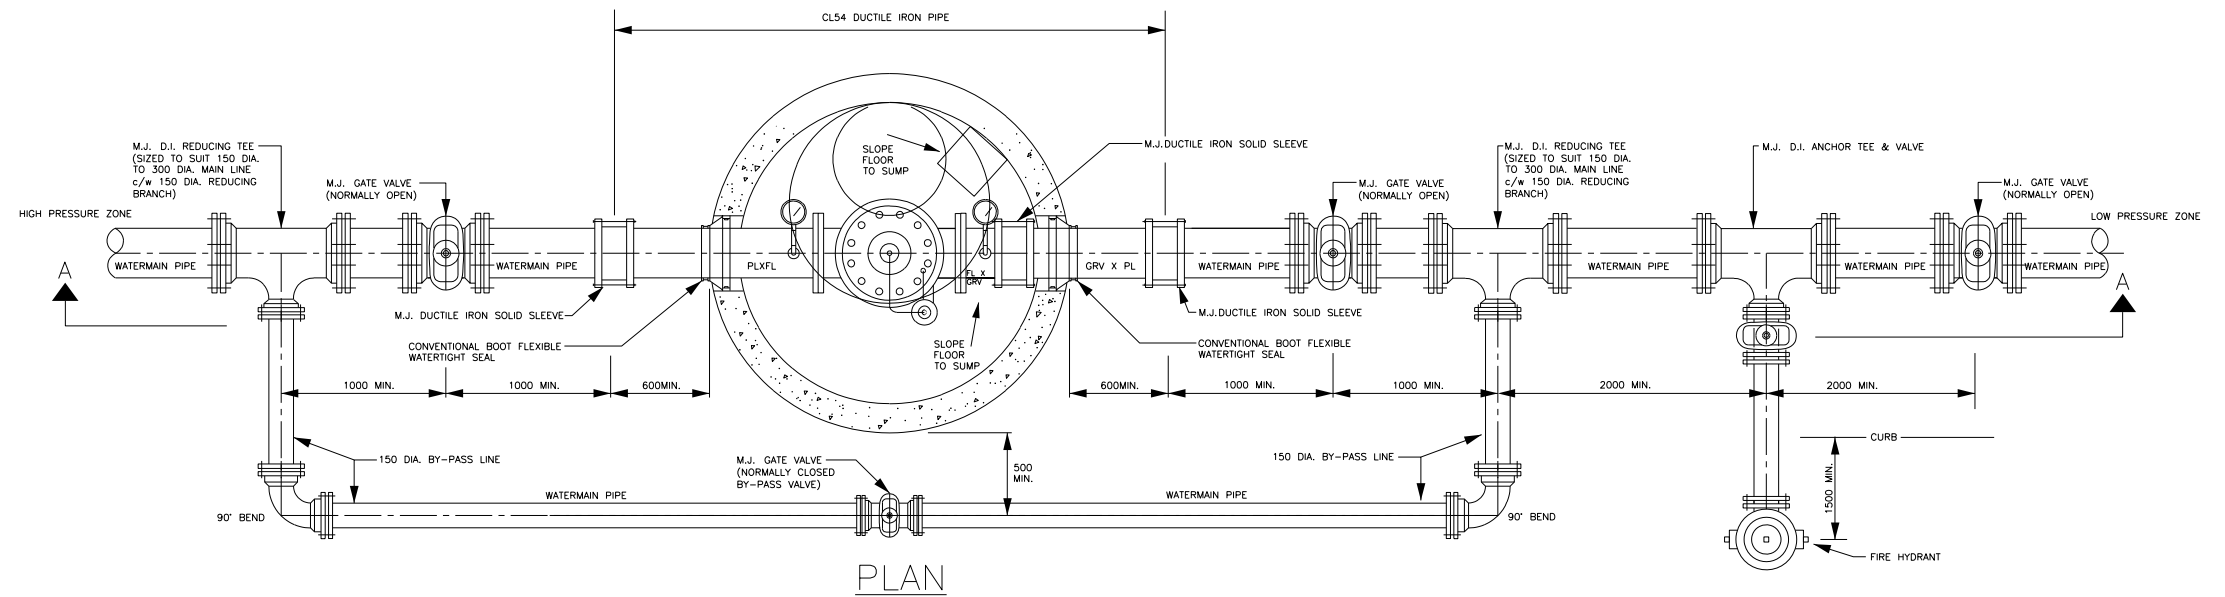 CL54 DUCTILE IRON PIPE
M.J. D.I. REDUCING TEE
(SIZED TO SUIT 150 DIA.
TO 300 DIA. MAIN LINE
c/w 150 DIA. REDUCING
BRANCH)
M.J. GATE VALVE
(NORMALLY OPEN)
SLOPE
FLOOR
TO SUMP
M.J.DUCTILE IRON SOLID SLEEVE
M.J. GATE VALVE
(NORMALLY OPEN)
M.J. D.I. REDUCING TEE
(SIZED TO SUIT 150 DIA.
TO 300 DIA. MAIN LINE
c/w 150 DIA. REDUCING
BRANCH)
M.J. D.I. ANCHOR TEE & VALVE
M.J. GATE VALVE
(NORMALLY OPEN)
HIGH PRESSURE ZONE
LOW PRESSURE ZONE
A
WATERMAIN PIPE
WATERMAIN PIPE
PLXFL
FL X
GRV
GRV X PL
WATERMAIN PIPE
WATERMAIN PIPE
WATERMAIN PIPE
WATERMAIN PIPE
A
M.J. DUCTILE IRON SOLID SLEEVE
M.J.DUCTILE IRON SOLID SLEEVE
CONVENTIONAL BOOT FLEXIBLE
WATERTIGHT SEAL
SLOPE
FLOOR
TO SUMP
CONVENTIONAL BOOT FLEXIBLE
WATERTIGHT SEAL
1000 MIN.
1000 MIN.
600MIN.
600MIN.
1000 MIN.
1000 MIN.
2000 MIN.
2000 MIN.
CURB
1500 MIN.
150 DIA. BY-PASS LINE
M.J. GATE VALVE
(NORMALLY CLOSED
BY-PASS VALVE)
500
MIN.
150 DIA. BY-PASS LINE
WATERMAIN PIPE
WATERMAIN PIPE
90° BEND
90° BEND
FIRE HYDRANT
PLAN